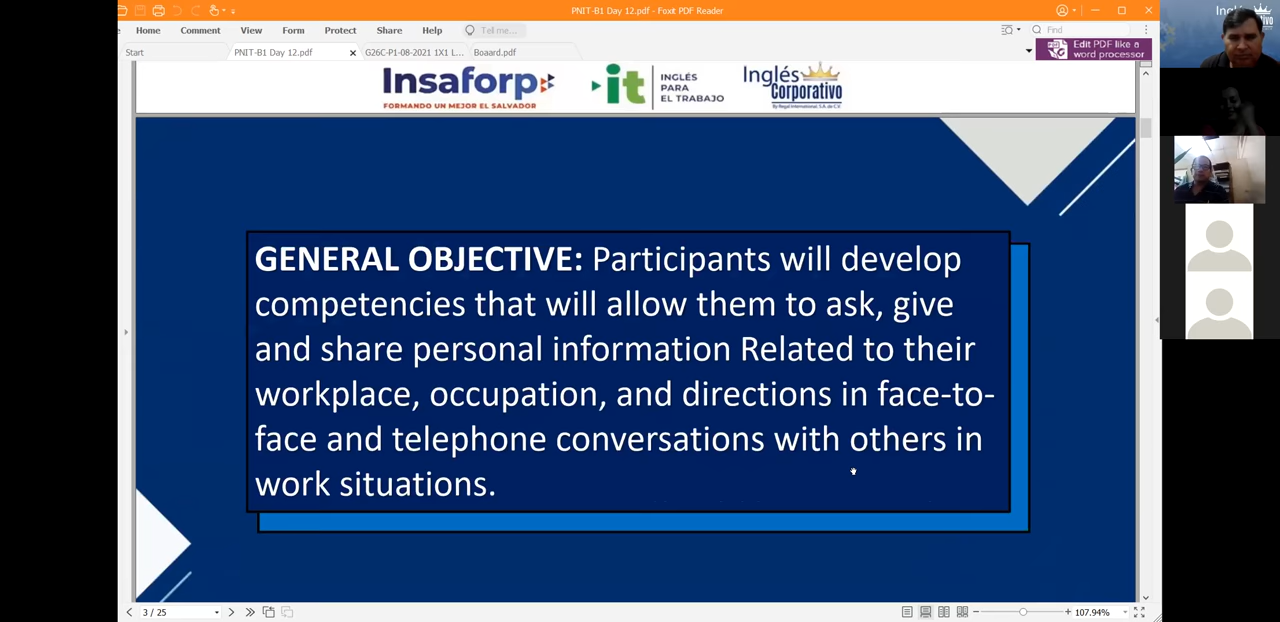 PNIT-B1 Day 12.pdf - Foxit PDF Reader
Home Comment View Form Protect Share Help Tell me... Find
Start PNIT-B1 Day 12.pdf G26C-P1-08-2021 1X1 L... Boaard.pdf
Edit PDF like a
word processor
Insaforp
FORMANDO UN MEJOR EL SALVADOR
it
INGLÉS
PARA
EL TRABAJO
Inglés
Corporativo
By Regal International, S.A. de C.V.
GENERAL OBJECTIVE: Participants will develop
competencies that will allow them to ask, give
and share personal information Related to their
workplace, occupation, and directions in face-to-
face and telephone conversations with others in
work situations.
3 / 25
107.94%